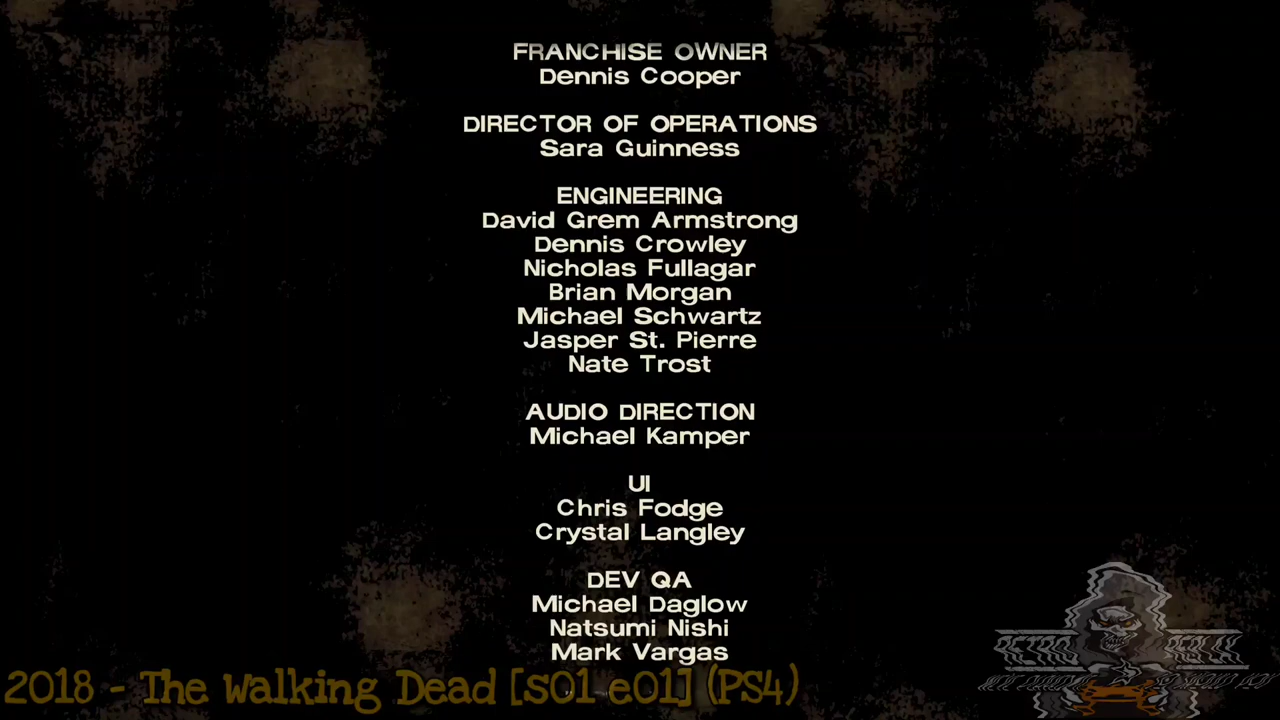 FRANCHISE OWNER
Dennis Cooper
DIRECTOR OF OPERATIONS
Sara Guinness
ENGINEERING
David Grem Armstrong
Dennis Crowley
Nicholas Fullagar
Brian Morgan
Michael Schwartz
Jasper St. Pierre
Nate Trost
AUDIO DIRECTION
Michael Kamper
UI
Chris Fodge
Crystal Langley
DEV QA
Michael Daglow
Natsumi Nishi
Mark Vargas
2018 - The Walking Dead [s01 e01] (PS4)
RETRO REPLAY